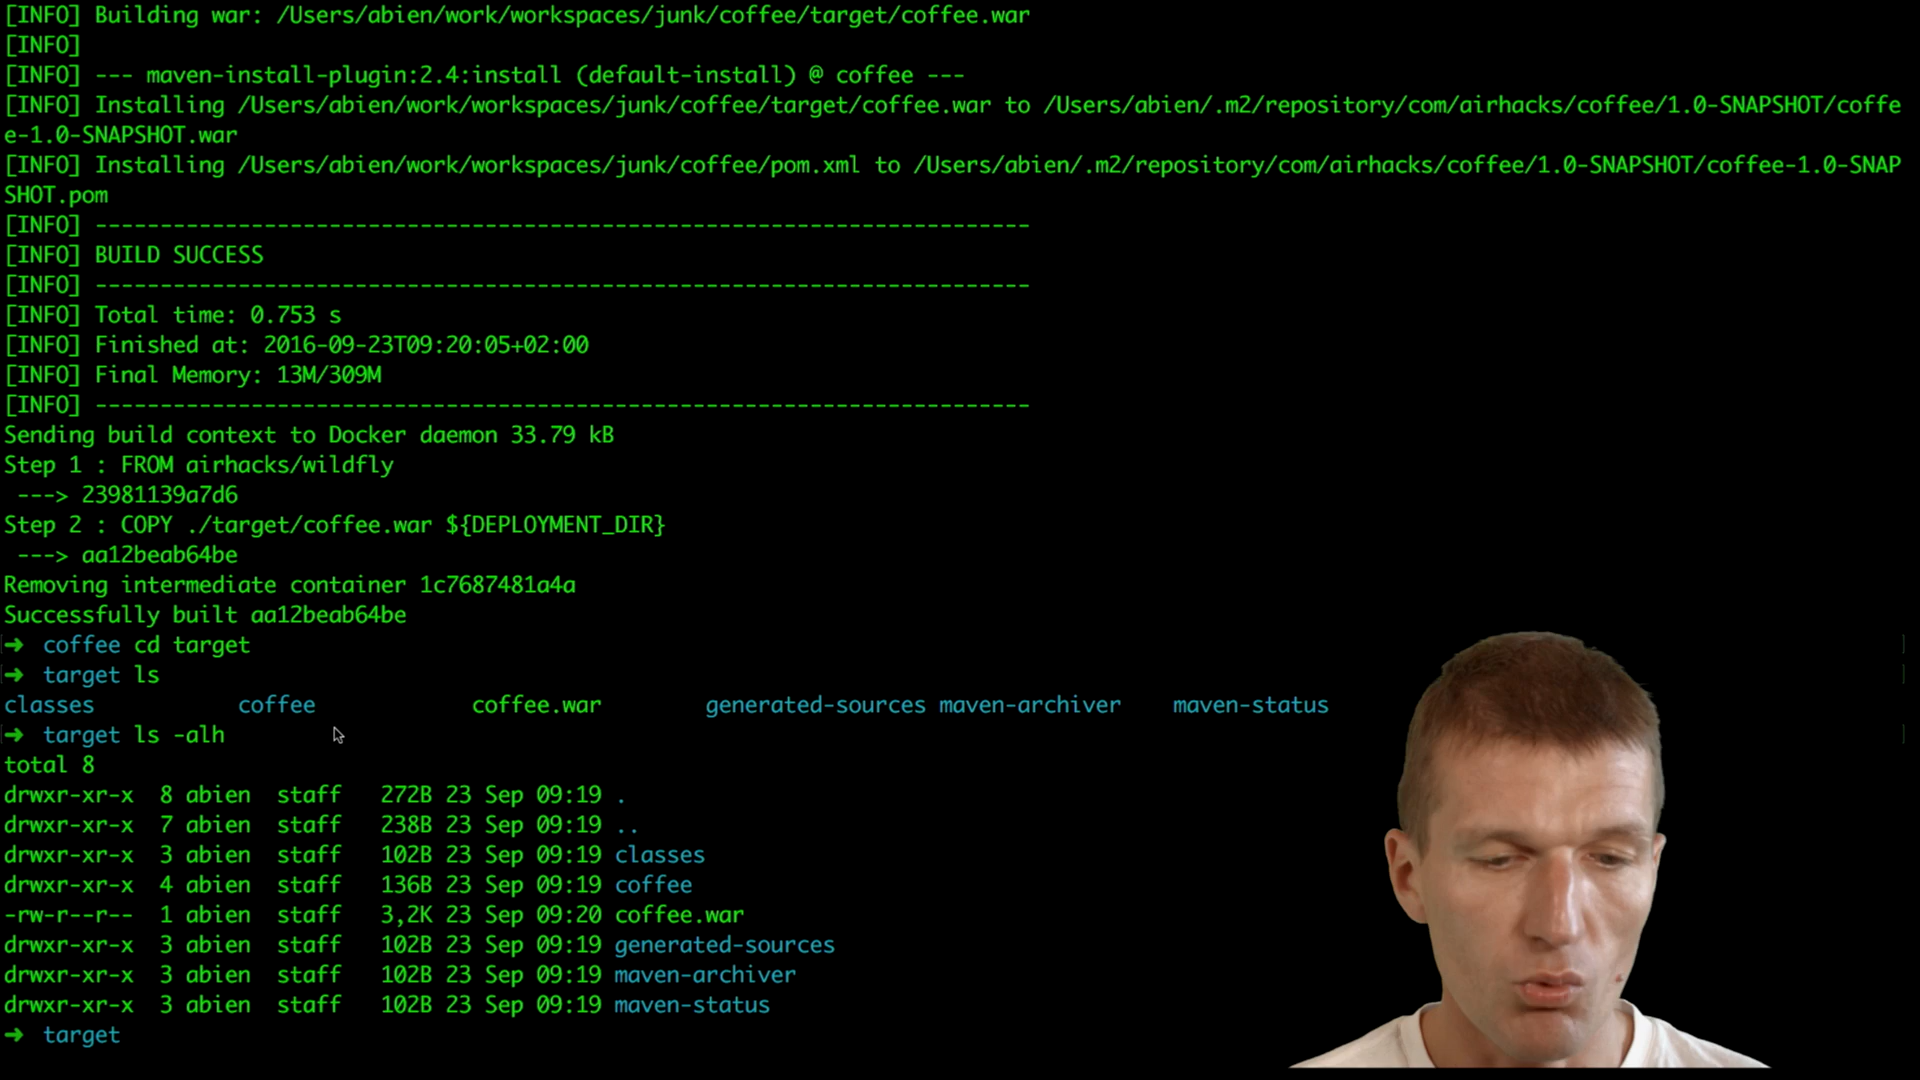 [INFO] Building war: /Users/abien/work/workspaces/junk/coffee/target/coffee.war
[INFO]
[INFO] --- maven-install-plugin:2.4:install (default-install) @ coffee ---
[INFO] Installing /Users/abien/work/workspaces/junk/coffee/target/coffee.war to /Users/abien/.m2/repository/com/airhacks/coffee/1.0-SNAPSHOT/coffe
e-1.0-SNAPSHOT.war
[INFO] Installing /Users/abien/work/workspaces/junk/coffee/pom.xml to /Users/abien/.m2/repository/com/airhacks/coffee/1.0-SNAPSHOT/coffee-1.0-SNAP
SHOT.pom
[INFO] ------------------------------------------------------------------------
[INFO] BUILD SUCCESS
[INFO] ------------------------------------------------------------------------
[INFO] Total time: 0.753 s
[INFO] Finished at: 2016-09-23T09:20:05+02:00
[INFO] Final Memory: 13M/309M
[INFO] ------------------------------------------------------------------------
Sending build context to Docker daemon 33.79 kB
Step 1 : FROM airhacks/wildfly
 ---> 23981139a7d6
Step 2 : COPY ./target/coffee.war ${DEPLOYMENT_DIR}
 ---> aa12beab64be
Removing intermediate container 1c7687481a4a
Successfully built aa12beab64be
➜ coffee cd target
➜ target ls
classes coffee coffee.war generated-sources maven-archiver maven-status
➜ target ls -alh
total 8
drwxr-xr-x 8 abien staff 272B 23 Sep 09:19 .
drwxr-xr-x 7 abien staff 238B 23 Sep 09:19 ..
drwxr-xr-x 3 abien staff 102B 23 Sep 09:19 classes
drwxr-xr-x 4 abien staff 136B 23 Sep 09:19 coffee
-rw-r--r-- 1 abien staff 3,2K 23 Sep 09:20 coffee.war
drwxr-xr-x 3 abien staff 102B 23 Sep 09:19 generated-sources
drwxr-xr-x 3 abien staff 102B 23 Sep 09:19 maven-archiver
drwxr-xr-x 3 abien staff 102B 23 Sep 09:19 maven-status
➜ target